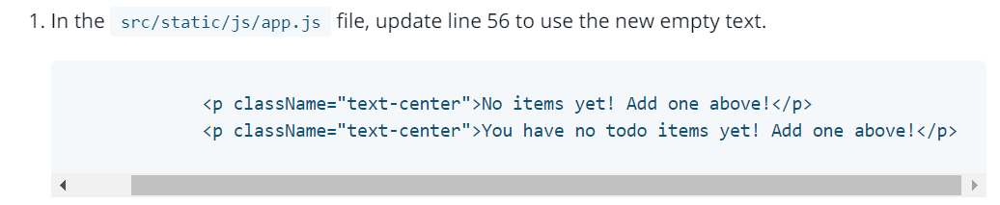 1. In the src/static/js/app.js file, update line 56 to use the new empty text.
<p className="text-center">No items yet! Add one above!</p>
<p className="text-center">You have no todo items yet! Add one above!</p>